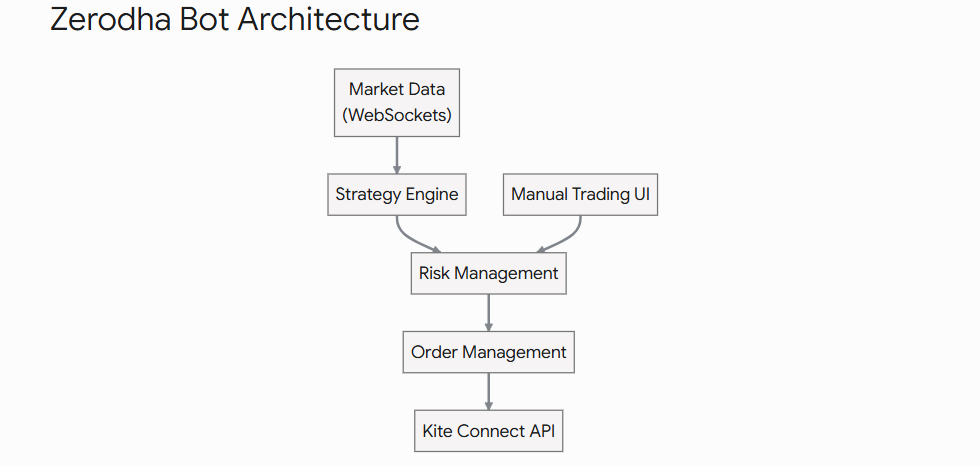 Zerodha Bot Architecture
Market Data
(WebSockets)
Strategy Engine
Manual Trading UI
Risk Management
Order Management
Kite Connect API